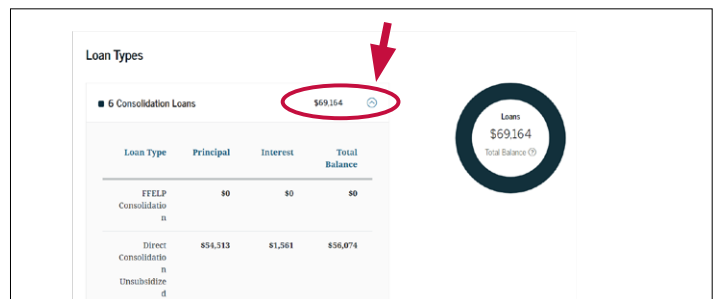 Loan Types
6 Consolidation Loans $69,164
Loans
$69,164
Total Balance
Loan Type Principal Interest Total
Balance
FFELP $0 $0 $0
Consolidatio
n
Direct $54,513 $1,561 $56,074
Consolidatio
n
Unsubsidize
d